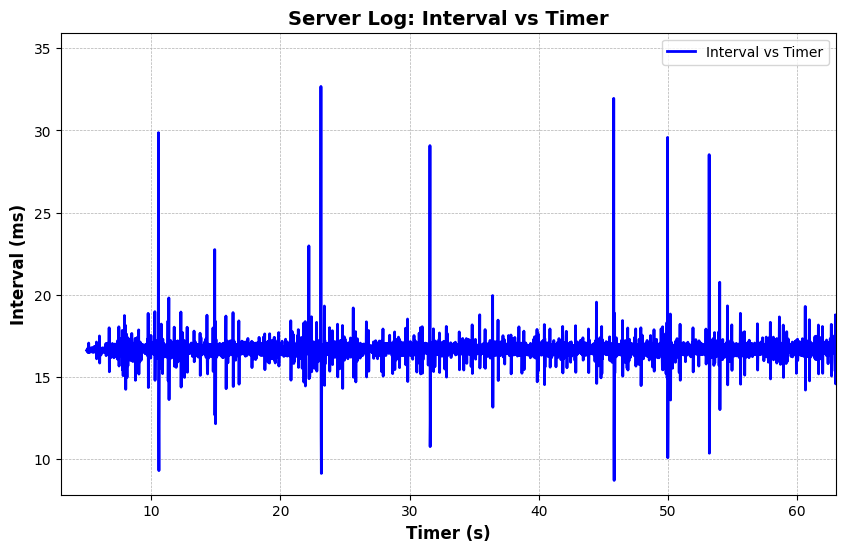 Server Log: Interval vs Timer
Interval vs Timer
35
30
25
20
15
10
Interval (ms)
10 20 30 40 50 60
Timer (s)